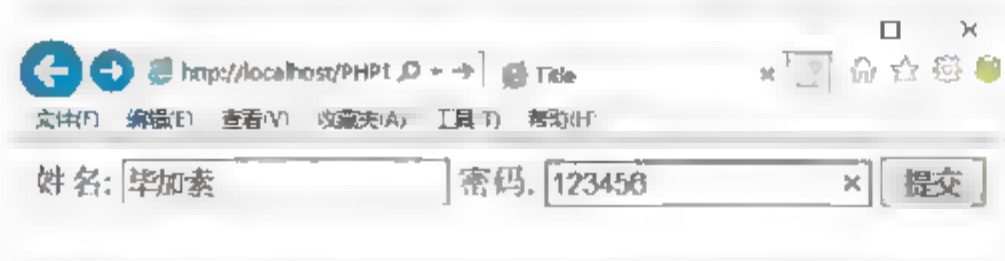 http://localhost/PHP1 Title
文件(F) 编辑(E) 查看(V) 收藏夹(A) 工具(T) 帮助(H)
姓名: 毕加索 密码: 123456 提交